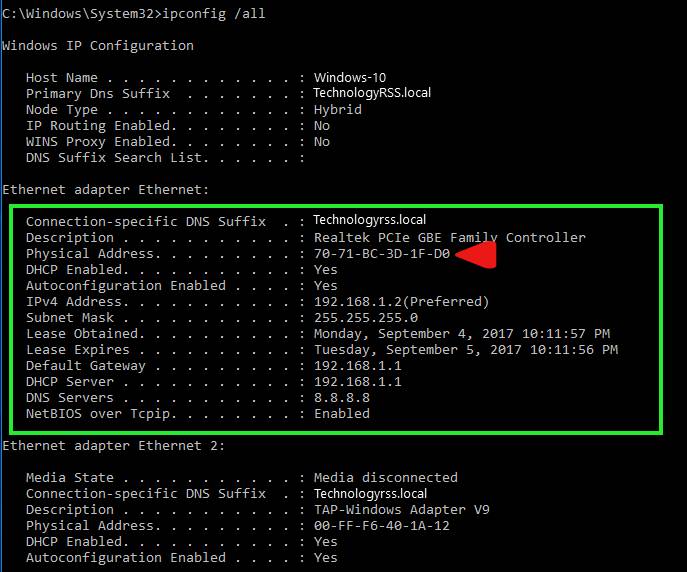 C:\Windows\System32>ipconfig /all
Windows IP Configuration
Host Name . . . . . . . . . . . . : Windows-10
Primary Dns Suffix . . . . . . . : TechnologyRSS.local
Node Type . . . . . . . . . . . . : Hybrid
IP Routing Enabled. . . . . . . . : No
WINS Proxy Enabled. . . . . . . . : No
DNS Suffix Search List. . . . . . :
Ethernet adapter Ethernet:
Connection-specific DNS Suffix . : Technologyrss.local
Description . . . . . . . . . . . : Realtek PCIe GBE Family Controller
Physical Address. . . . . . . . . : 70-71-BC-3D-1F-D0
DHCP Enabled. . . . . . . . . . . : Yes
Autoconfiguration Enabled . . . . : Yes
IPv4 Address. . . . . . . . . . . : 192.168.1.2(Preferred)
Subnet Mask . . . . . . . . . . . : 255.255.255.0
Lease Obtained. . . . . . . . . . : Monday, September 4, 2017 10:11:57 PM
Lease Expires . . . . . . . . . . : Tuesday, September 5, 2017 10:11:56 PM
Default Gateway . . . . . . . . . : 192.168.1.1
DHCP Server . . . . . . . . . . . : 192.168.1.1
DNS Servers . . . . . . . . . . . : 8.8.8.8
NetBIOS over Tcpip. . . . . . . . : Enabled
Ethernet adapter Ethernet 2:
Media State . . . . . . . . . . . : Media disconnected
Connection-specific DNS Suffix . : Technologyrss.local
Description . . . . . . . . . . . : TAP-Windows Adapter V9
Physical Address. . . . . . . . . : 00-FF-F6-40-1A-12
DHCP Enabled. . . . . . . . . . . : Yes
Autoconfiguration Enabled . . . . : Yes